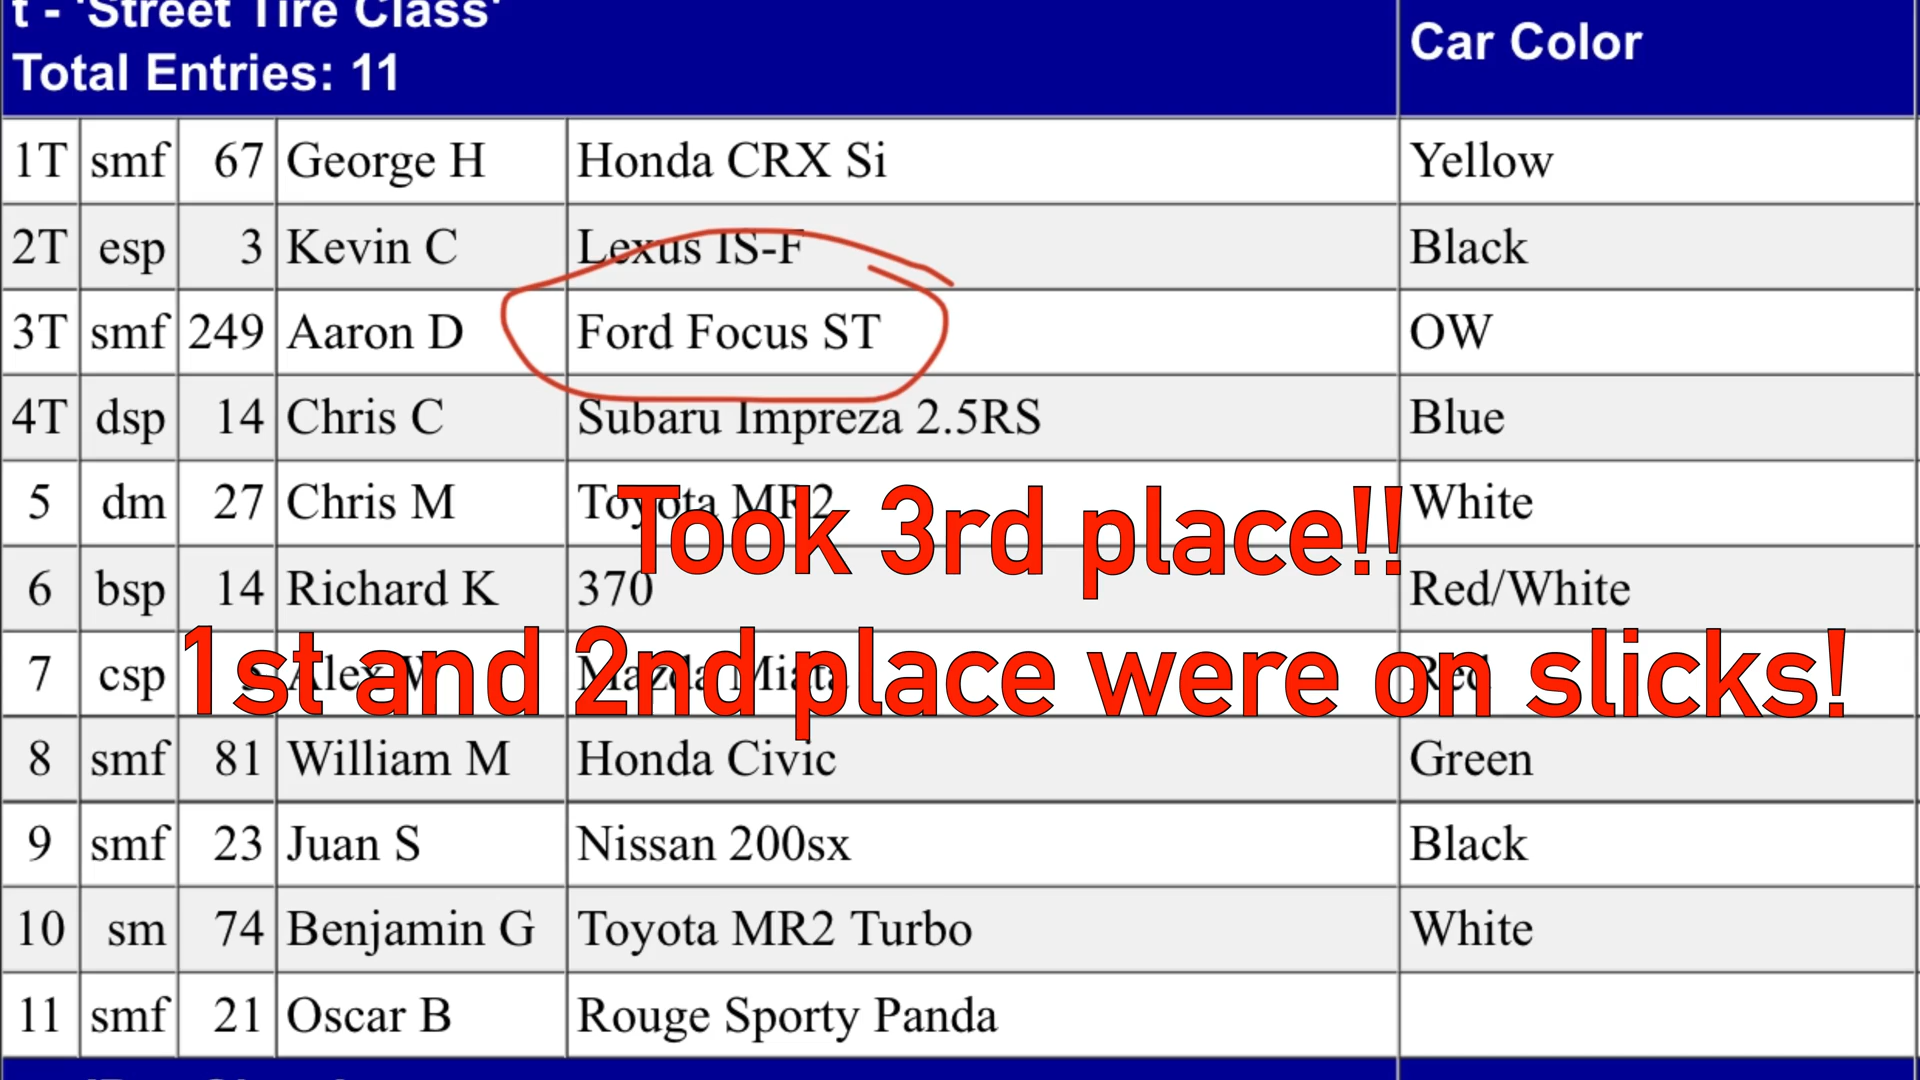 t - 'Street Tire Class'
Total Entries: 11
Car Color
1T smf 67 George H Honda CRX Si Yellow
2T esp 3 Kevin C Lexus IS-F Black
3T smf 249 Aaron D Ford Focus ST OW
4T dsp 14 Chris C Subaru Impreza 2.5RS Blue
5 dm 27 Chris M Toyota MR2 White
Took 3rd place!!
6 bsp 14 Richard K 370 Red/White
7 csp Alex W Mazda Miata Red
1st and 2nd place were on slicks!
8 smf 81 William M Honda Civic Green
9 smf 23 Juan S Nissan 200sx Black
10 sm 74 Benjamin G Toyota MR2 Turbo White
11 smf 21 Oscar B Rouge Sporty Panda